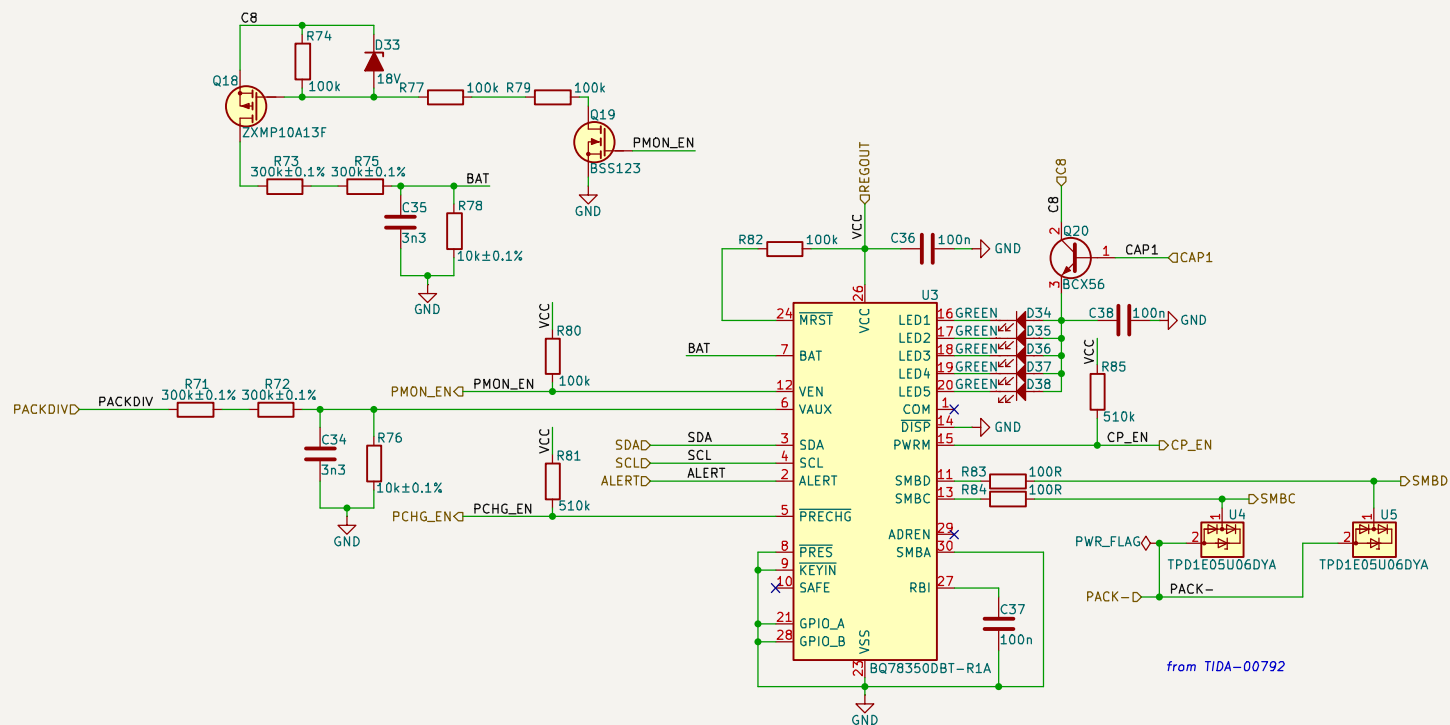 C8
R74
100k
D33
18V
Q18
ZXMP10A13F
R77
100k
R79
100k
Q19
BSS123
PMON_EN
GND
R73
300k±0.1%
R75
300k±0.1%
BAT
C35
3n3
R78
10k±0.1%
GND
REGOUT
VCC
R82
100k
C36
100n
GND
C8
C8
2
Q20
1
CAP1
CAP1
BCX56
3
C38
100n
GND
U3
26
VCC
24
MRST
7
BAT
BAT
12
VEN
6
VAUX
3
SDA
4
SCL
2
ALERT
5
PRECHG
8
PRES
9
KEYIN
10
SAFE
21
GPIO_A
28
GPIO_B
VSS
23
BQ78350DBT-R1A
GND
LED1
16
GREEN
D34
LED2
17
GREEN
D35
LED3
18
GREEN
D36
LED4
19
GREEN
D37
LED5
20
GREEN
D38
COM
1
DISP
14
GND
PWRM
15
CP_EN
CP_EN
VCC
R85
510k
SMBD
11
R83
100R
SMBD
SMBC
13
R84
100R
SMBC
ADREN
29
SMBA
30
RBI
27
C37
100n
VCC
R80
100k
PMON_EN
PMON_EN
PACKDIV
PACKDIV
R71
300k±0.1%
R72
300k±0.1%
C34
3n3
R76
10k±0.1%
GND
SDA
SDA
SCL
SCL
ALERT
ALERT
VCC
R81
510k
PCHG_EN
PCHG_EN
1
U4
2
TPD1E05U06DYA
1
U5
2
TPD1E05U06DYA
PWR_FLAG
PACK-
PACK-
from TIDA-00792